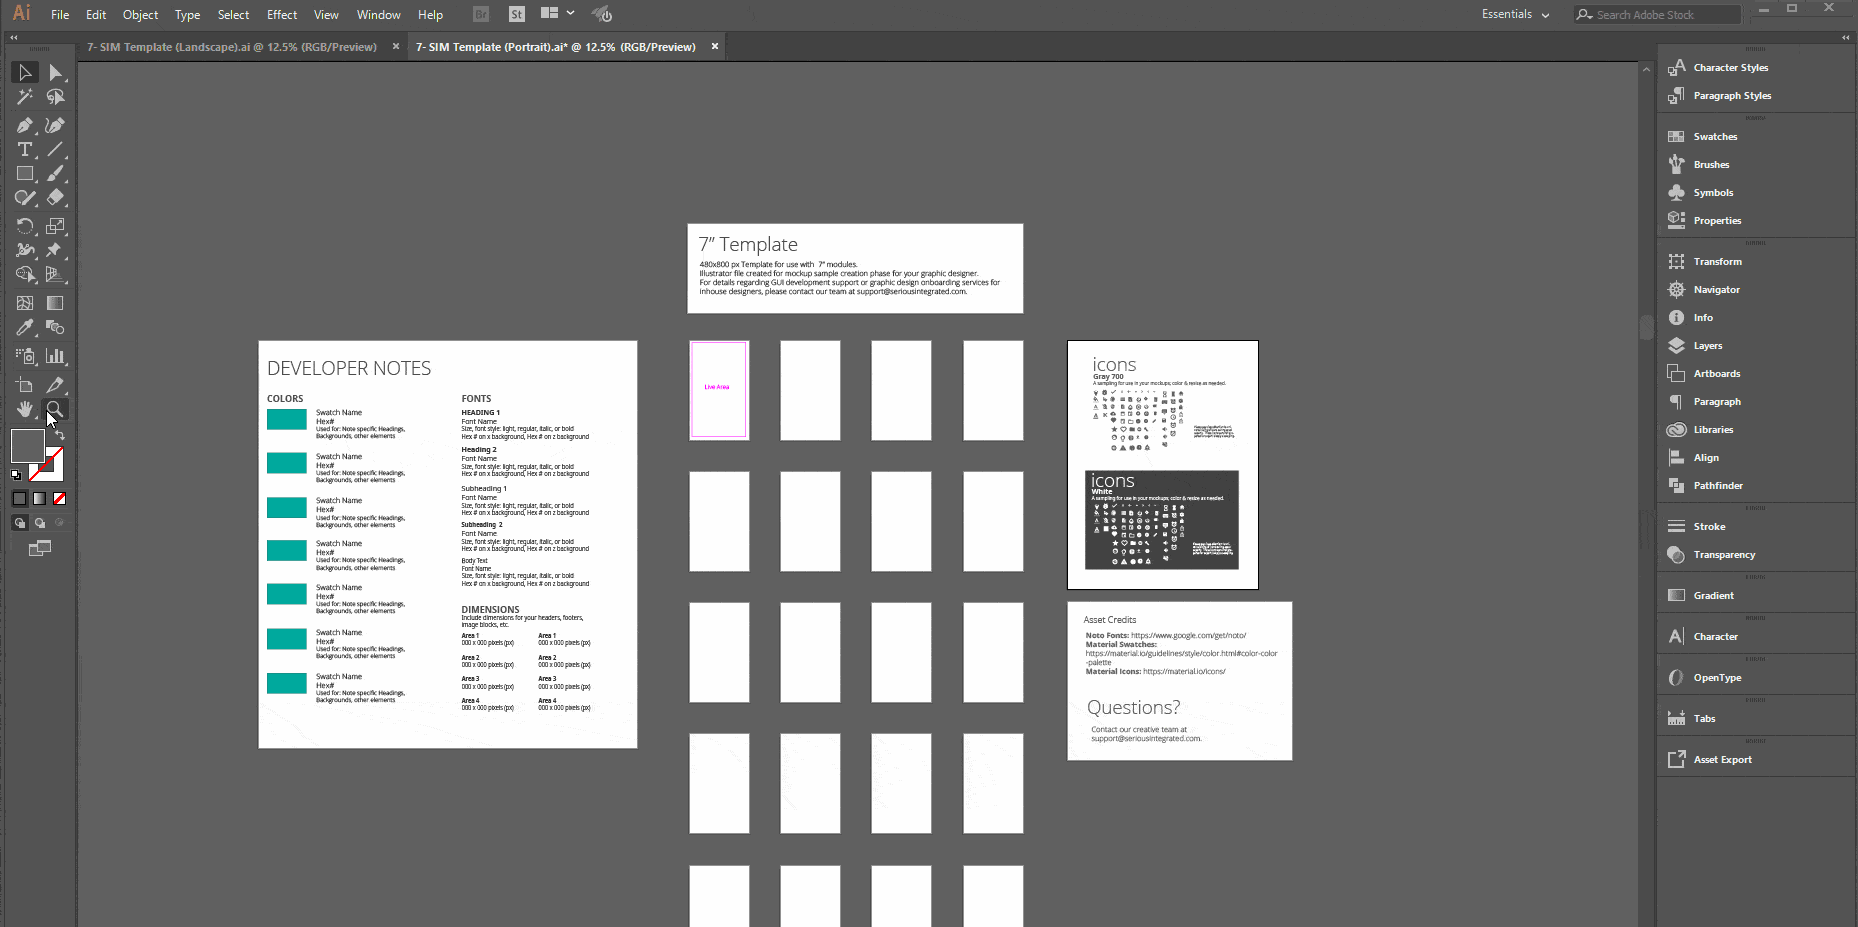 Ai File Edit Object Type Select Effect View Window Help Br St Essentials Search Adobe Stock
7- SIM Template (Landscape).ai @ 12.5% (RGB/Preview) × 7- SIM Template (Portrait).ai* @ 12.5% (RGB/Preview) ×
7” Template
480x800 px Template for use with 7” modules.
Illustrator file created for mockup sample creation phase for your graphic designer.
For details regarding GUI development support or graphic design onboarding services for
inhouse designers, please contact our team at support@seriousintegrated.com.
DEVELOPER NOTES
COLORS
Swatch Name
Hex#
Used for: Note specific Headings,
Backgrounds, other elements
Swatch Name
Hex#
Used for: Note specific Headings,
Backgrounds, other elements
Swatch Name
Hex#
Used for: Note specific Headings,
Backgrounds, other elements
Swatch Name
Hex#
Used for: Note specific Headings,
Backgrounds, other elements
Swatch Name
Hex#
Used for: Note specific Headings,
Backgrounds, other elements
Swatch Name
Hex#
Used for: Note specific Headings,
Backgrounds, other elements
Swatch Name
Hex#
Used for: Note specific Headings,
Backgrounds, other elements
FONTS
HEADING 1
Font Name
Size, font style: light, regular, italic, or bold
Hex # on x background, Hex # on z background
Heading 2
Font Name
Size, font style: light, regular, italic, or bold
Hex # on x background, Hex # on z background
Subheading 1
Font Name
Size, font style: light, regular, italic, or bold
Hex # on x background, Hex # on z background
Subheading 2
Font Name
Size, font style: light, regular, italic, or bold
Hex # on x background, Hex # on z background
Body Text
Font Name
Size, font style: light, regular, italic, or bold
Hex # on x background, Hex # on z background
DIMENSIONS
Include dimensions for your headers, footers,
image blocks, etc.
Area 1 Area 1
000 x 000 pixels (px) 000 x 000 pixels (px)
Area 2 Area 2
000 x 000 pixels (px) 000 x 000 pixels (px)
Area 3 Area 3
000 x 000 pixels (px) 000 x 000 pixels (px)
Area 4 Area 4
000 x 000 pixels (px) 000 x 000 pixels (px)
Live Area
icons
Gray 700
A sampling for use in your mockups; color & resize as needed.
icons
White
A sampling for use in your mockups; color & resize as needed.
Asset Credits
Noto Fonts: https://www.google.com/get/noto/
Material Swatches:
https://material.io/guidelines/style/color.html#color-color
-palette
Material Icons: https://material.io/icons/
Questions?
Contact our creative team at
support@seriousintegrated.com.
Character Styles
Paragraph Styles
Swatches
Brushes
Symbols
Properties
Transform
Navigator
Info
Layers
Artboards
Paragraph
Libraries
Align
Pathfinder
Stroke
Transparency
Gradient
Character
OpenType
Tabs
Asset Export